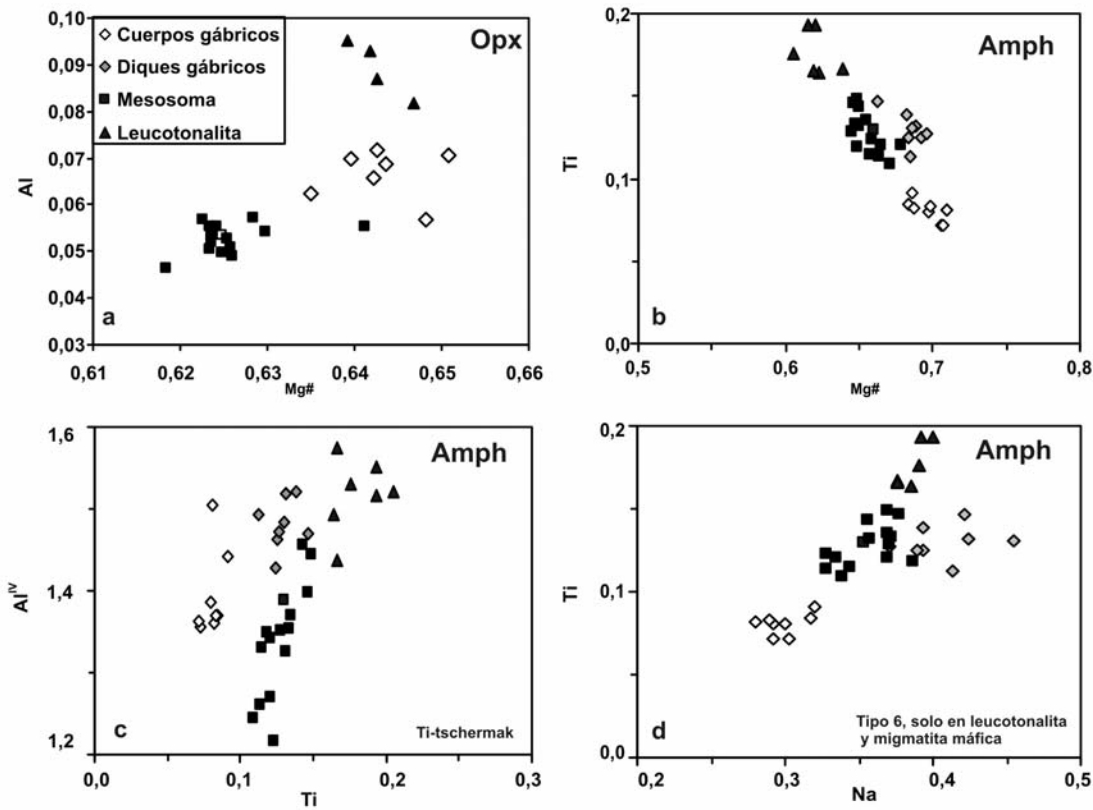 Opx
Cuerpos gábricos
Diques gábricos
Mesosoma
Leucotonalita
0,10
0,09
0,08
0,07
0,06
0,05
0,04
0,03
Al
a
0,61
0,62
0,63
0,64
0,65
0,66
Mg#
Amph
0,2
0,1
0,0
Ti
b
0,5
0,6
0,7
0,8
Mg#
Amph
1,6
1,4
1,2
Al^IV
c
Ti-tschermak
0,0
0,1
0,2
0,3
Ti
Amph
0,2
0,1
0,0
Ti
d
Tipo 6, solo en leucotonalita
y migmatita máfica
0,2
0,3
0,4
0,5
Na